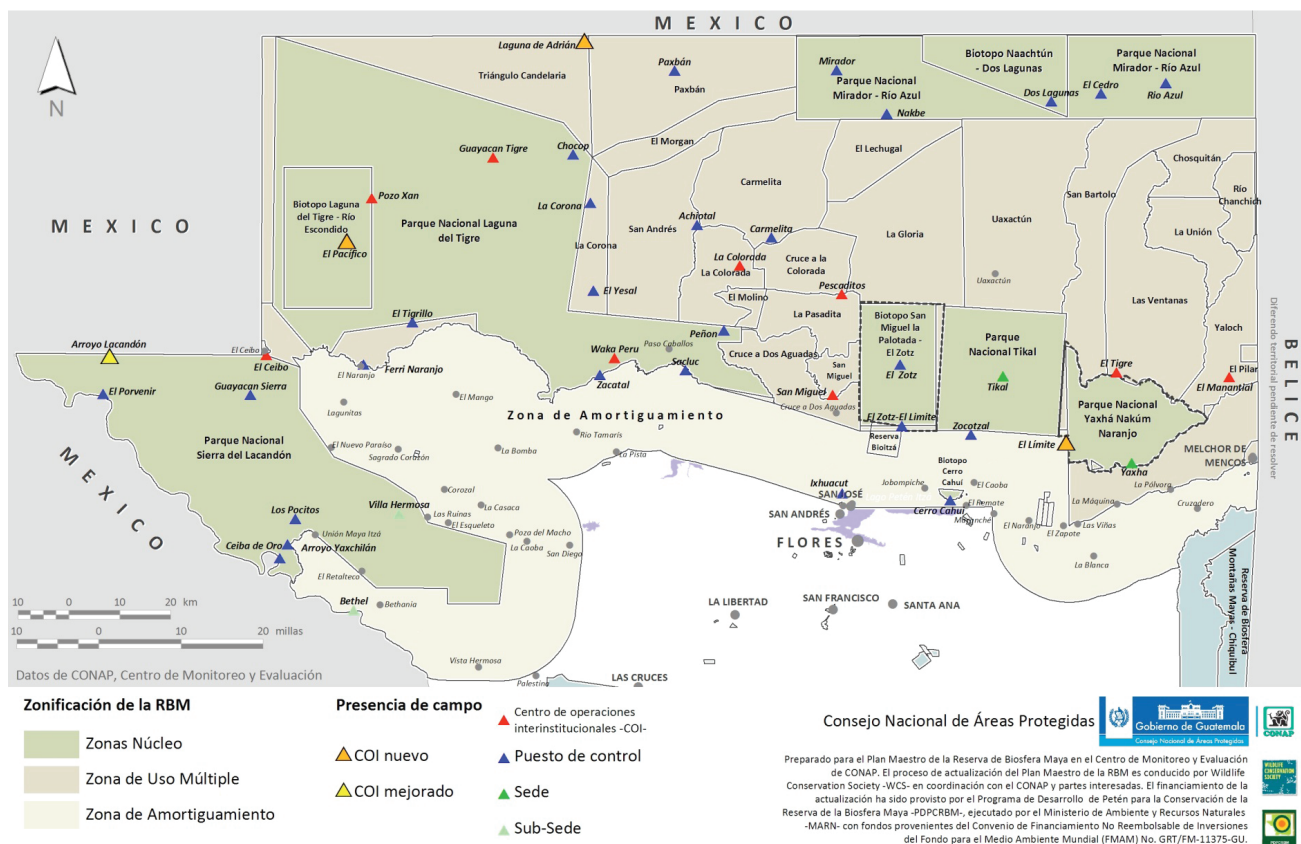 MEXICO
Laguna de Adrián
Triángulo Candelaria
Paxbán
Paxbán
Mirador
Parque Nacional
Mirador - Río Azul
Nakbe
Biotopo Naachtún
- Dos Lagunas
Dos Lagunas
Parque Nacional
Mirador - Río Azul
El Cedro
Rio Azul
N
Guayacan Tigre
Chocop
El Morgan
El Lechugal
Chosquitán
Río
Chanchich
San Bartolo
Pozo Xan
Biotopo Laguna
del Tigre - Río
Escondido
El Pacífico
Parque Nacional Laguna
del Tigre
La Corona
La Corona
San Andrés
Achiotal
Carmelita
Carmelita
La Gloria
Uaxactún
Uaxactún
La Unión
MEXICO
La Colorada
La Colorada
Cruce a la
Colorada
El Yesal
El Molino
Pescaditos
La Pasadita
Las Ventanas
Yaloch
El Tigrillo
Peñon
Paso Caballos
Biotopo San
Miguel la
Palotada -
El Zotz
El Zotz
Parque
Nacional Tikal
Tikal
Arroyo Lacandón
El Ceibo
El Ceibo
El Naranjo
Ferri Naranjo
Waka Peru
Zacatal
Sacluc
Cruce a Dos Aguadas
San
Miguel
San Miguel
Cruce a Dos Aguadas
El Tigre
El Pilar
El Manantial
Diferendo territorial pendiente de resolver
BELICE
El Porvenir
Guayacan Sierra
Lagunitas
El Mango
Zona de Amortiguamiento
El Zotz-El Limite
Reserva
Bioitzá
Zocotzal
El Límite
Parque Nacional
Yaxhá Nakúm
Naranjo
Yaxha
MELCHOR DE
MENCOS
Parque Nacional
Sierra del Lacandón
El Nuevo Paraíso
Sagrado Corazón
La Bomba
Rio Tamaris
La Pista
Biotopo
Cerro
Cahuí
Cerro Cahuí
Jobompiche
El Caoba
El Remate
Ixhuacut
SAN JOSÉ
SAN ANDRÉS
FLORES
La Máquina
La Pólvora
Cruzadero
El Naranjo
El Zapote
Las Viñas
La Blanca
MEXICO
Corozal
Villa Hermosa
Las Ruinas
El Esqueleto
La Casaca
Poza del Macho
La Caoba
San Diego
Los Pocitos
Ceiba de Oro
Unión Maya Itzá
Arroyo Yaxchilán
El Retalteco
Bethel
Bethania
LA LIBERTAD
SAN FRANCISCO
SANTA ANA
Reserva de Biosfera
Montañas Mayas - Chiquibul
10 0 10 20 km
10 0 10 20 millas
Vista Hermosa
Palestina
LAS CRUCES
Datos de CONAP, Centro de Monitoreo y Evaluación
Zonificación de la RBM
Zonas Núcleo
Zona de Uso Múltiple
Zona de Amortiguamiento
Presencia de campo
COI nuevo
COI mejorado
Centro de operaciones
interinstitucionales -COI-
Puesto de control
Sede
Sub-Sede
Consejo Nacional de Áreas Protegidas
Gobierno de Guatemala
Consejo Nacional de Áreas Protegidas
CONAP
Preparado para el Plan Maestro de la Reserva de Biosfera Maya en el Centro de Monitoreo y Evaluación
de CONAP. El proceso de actualización del Plan Maestro de la RBM es conducido por Wildlife
Conservation Society -WCS- en coordinación con el CONAP y partes interesadas. El financiamiento de la
actualización ha sido provisto por el Programa de Desarrollo de Petén para la Conservación de la
Reserva de la Biosfera Maya -PDPCRBM-, ejecutado por el Ministerio de Ambiente y Recursos Naturales
-MARN- con fondos provenientes del Convenio de Financiamiento No Reembolsable de Inversiones
del Fondo para el Medio Ambiente Mundial (FMAM) No. GRT/FM-11375-GU.
WILDLIFE
CONSERVATION
SOCIETY
PDPCRBM